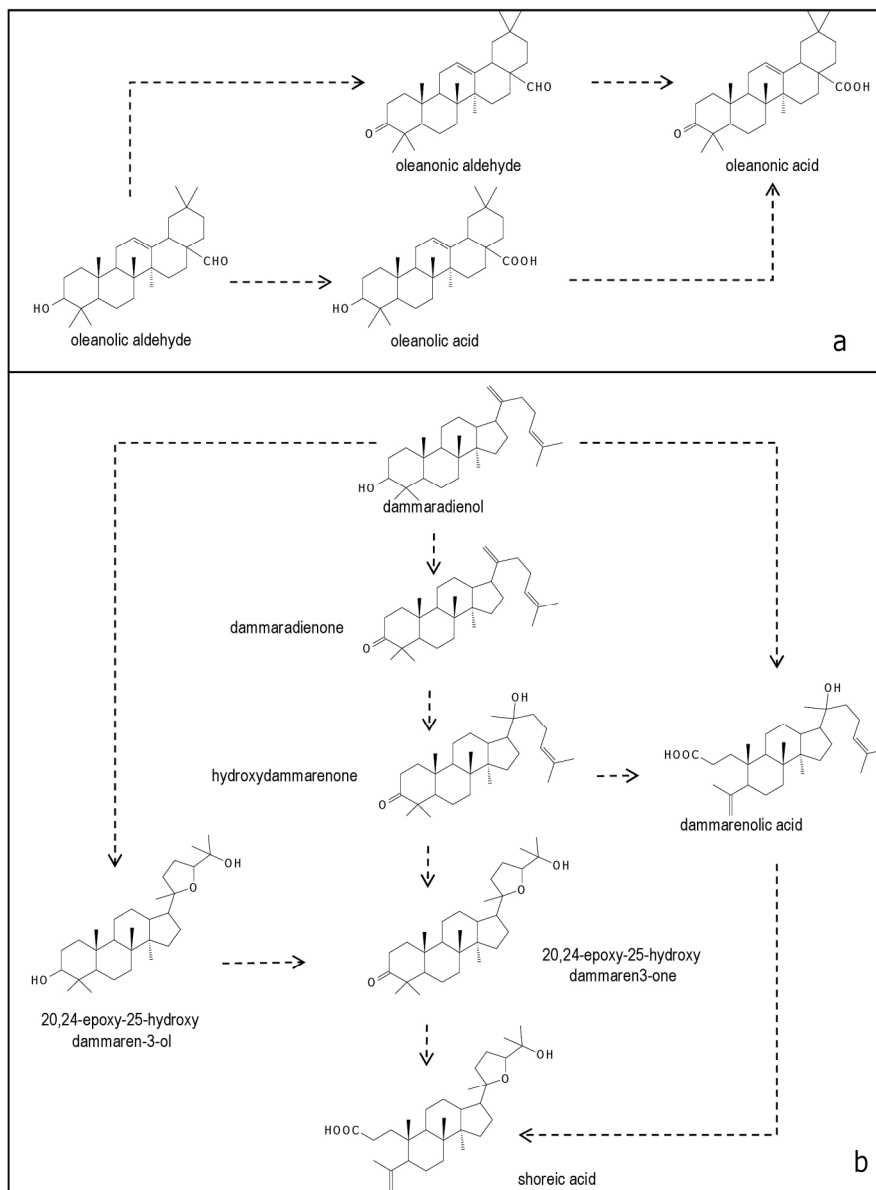 CHO
O
oleanonic aldehyde
COOH
O
oleanonic acid
CHO
HO
oleanolic aldehyde
COOH
HO
oleanolic acid
a
HO
dammaradienol
dammaradienone
O
OH
hydroxydammarenone
O
OH
HOOC
dammarenolic acid
OH
O
HO
20,24-epoxy-25-hydroxy
dammaren-3-ol
OH
O
O
20,24-epoxy-25-hydroxy
dammaren3-one
OH
O
HOOC
shoreic acid
b